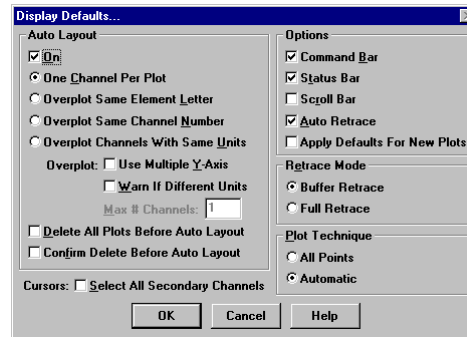 Display Defaults...
Auto Layout
On
One Channel Per Plot
Overplot Same Element Letter
Overplot Same Channel Number
Overplot Channels With Same Units
Overplot: Use Multiple Y-Axis
Warn If Different Units
Max # Channels: 1
Delete All Plots Before Auto Layout
Confirm Delete Before Auto Layout
Cursors: Select All Secondary Channels
Options
Command Bar
Status Bar
Scroll Bar
Auto Retrace
Apply Defaults For New Plots
Retrace Mode
Buffer Retrace
Full Retrace
Plot Technique
All Points
Automatic
OK Cancel Help